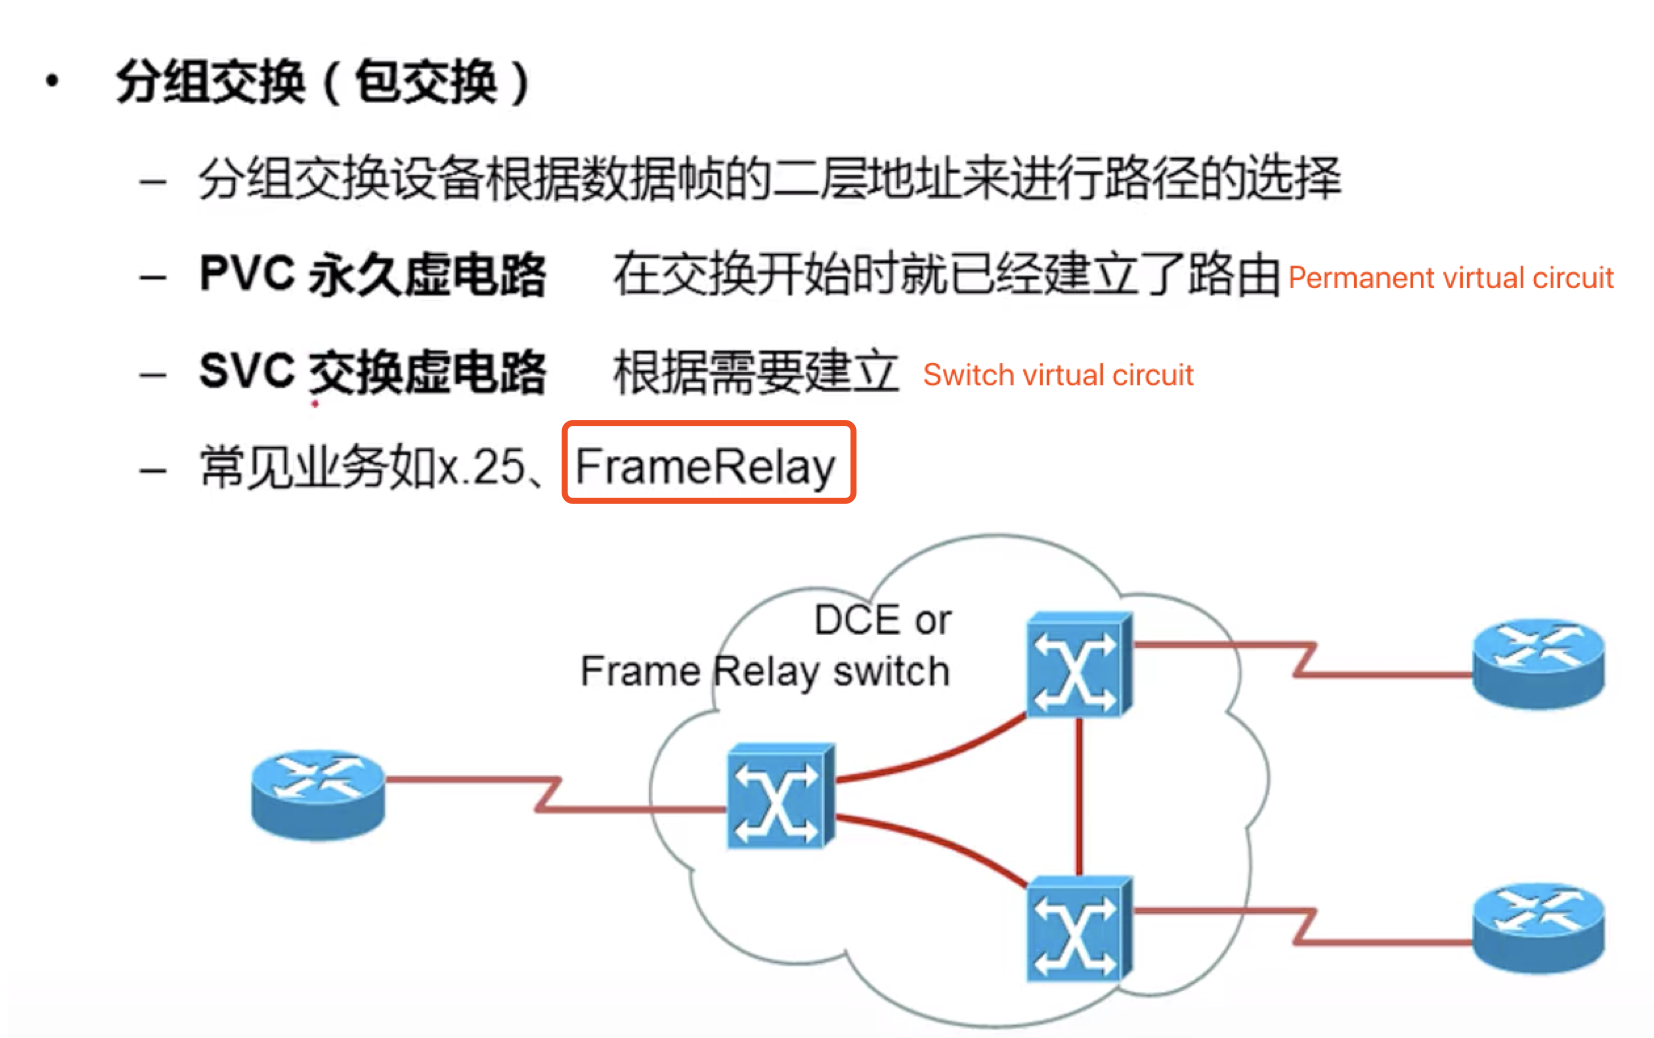 • 分组交换（包交换）
– 分组交换设备根据数据帧的二层地址来进行路径的选择
– PVC 永久虚电路 在交换开始时就已经建立了路由 Permanent virtual circuit
– SVC 交换虚电路 根据需要建立 Switch virtual circuit
– 常见业务如x.25、FrameRelay
DCE or
Frame Relay switch